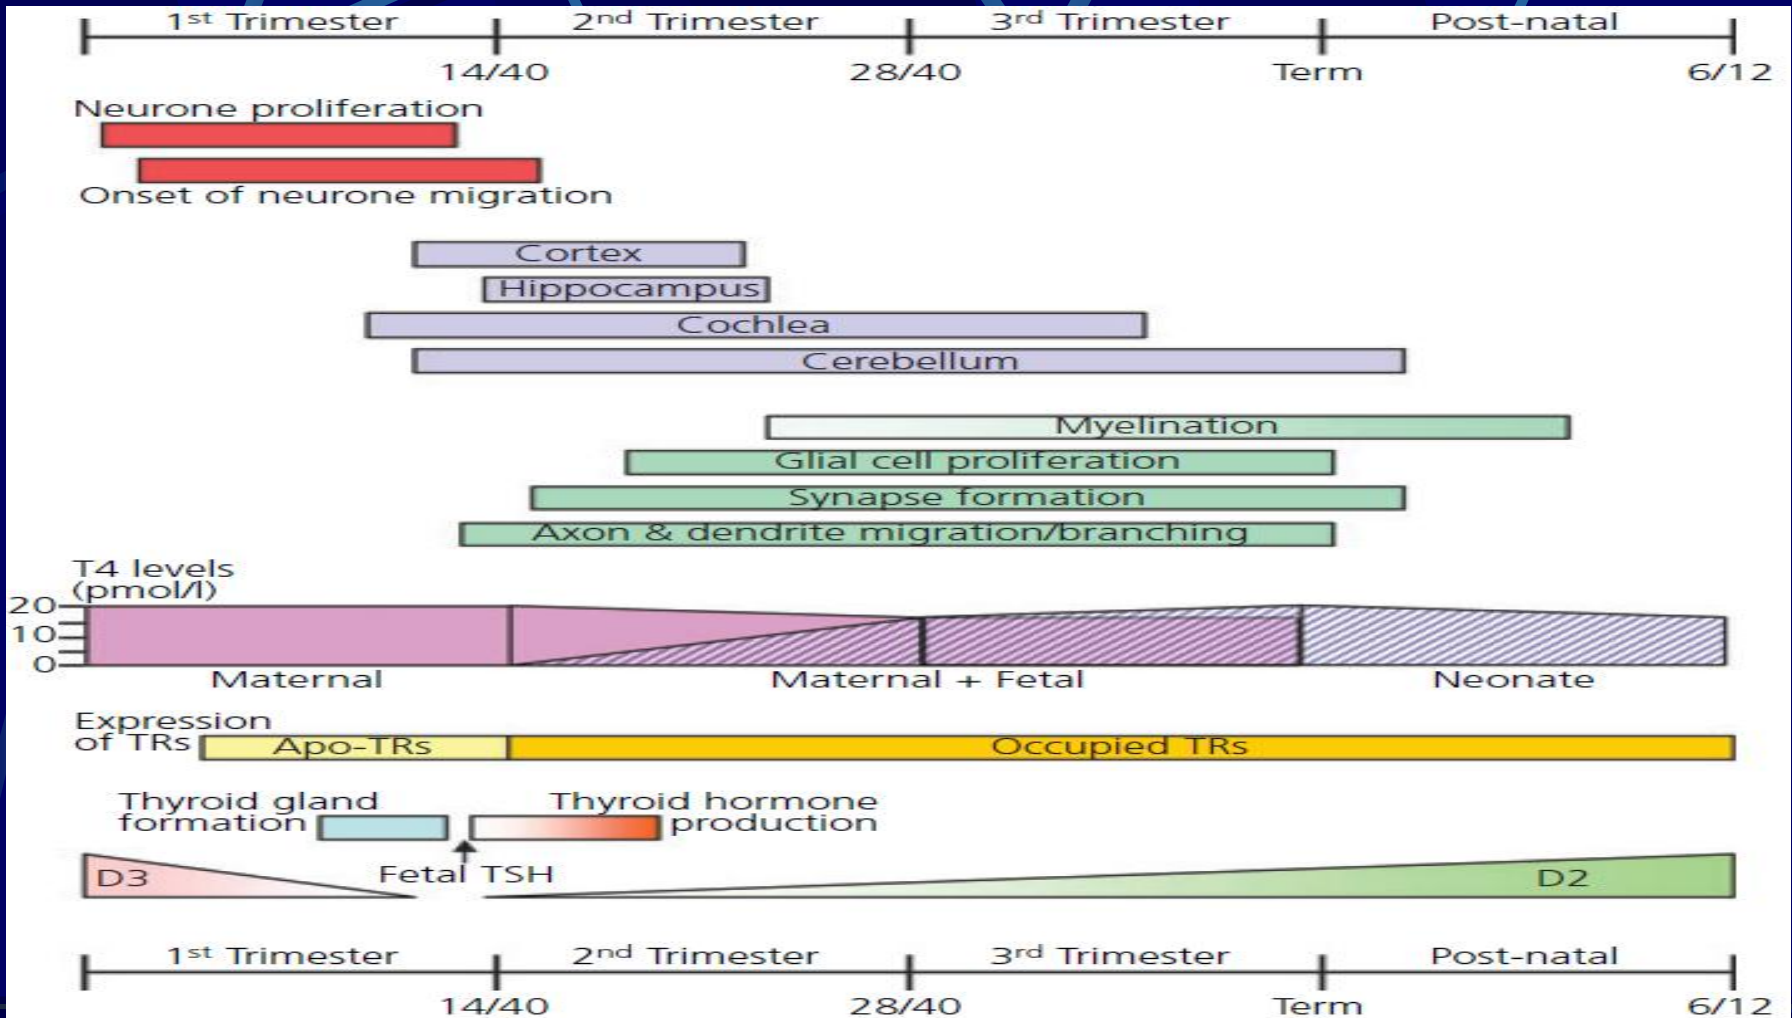 1st Trimester 2nd Trimester 3rd Trimester Post-natal
14/40 28/40 Term 6/12
Neurone proliferation
Onset of neurone migration
Cortex
Hippocampus
Cochlea
Cerebellum
Myelination
Glial cell proliferation
Synapse formation
Axon & dendrite migration/branching
T4 levels
(pmol/l)
20
10
0
Maternal Maternal + Fetal Neonate
Expression
of TRs Apo-TRs Occupied TRs
Thyroid gland Thyroid hormone
formation production
D3 Fetal TSH D2
1st Trimester 2nd Trimester 3rd Trimester Post-natal
14/40 28/40 Term 6/12